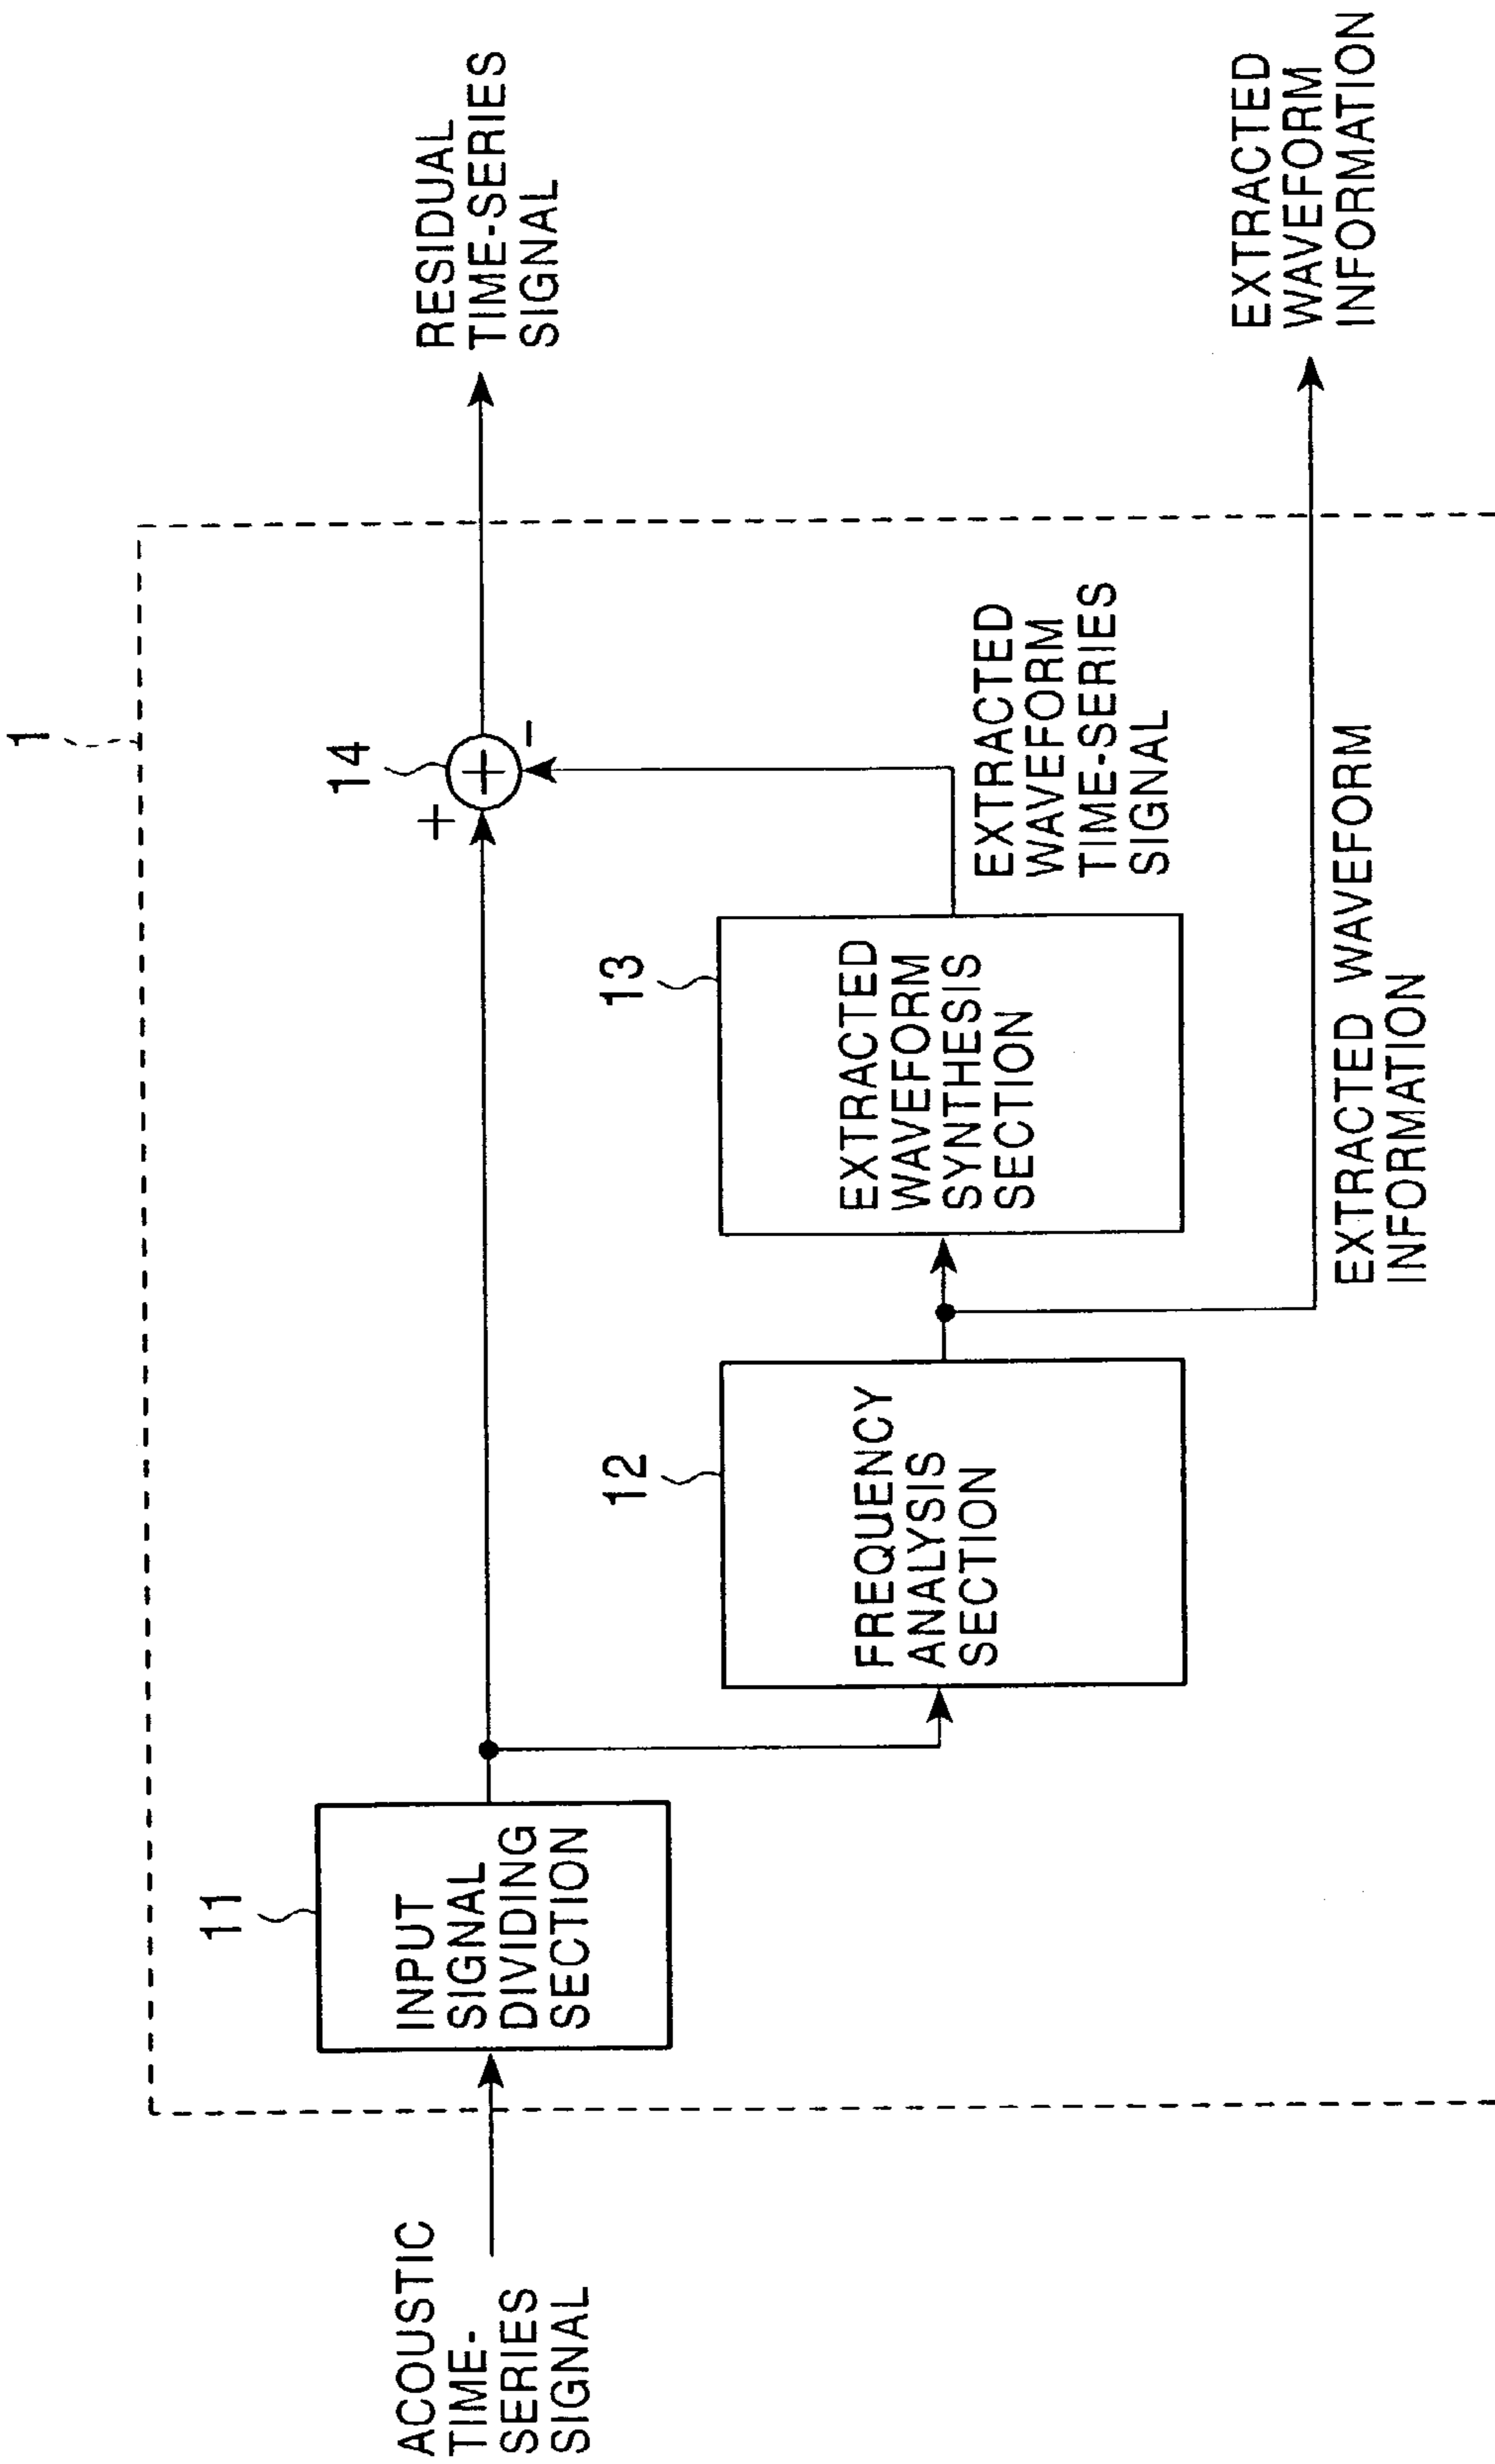 1
ACOUSTIC
TIME-
SERIES
SIGNAL
11
INPUT
SIGNAL
DIVIDING
SECTION
12
FREQUENCY
ANALYSIS
SECTION
13
EXTRACTED
WAVEFORM
SYNTHESIS
SECTION
EXTRACTED
WAVEFORM
TIME-SERIES
SIGNAL
14
+
+
-
RESIDUAL
TIME-SERIES
SIGNAL
EXTRACTED WAVEFORM
INFORMATION
EXTRACTED
WAVEFORM
INFORMATION